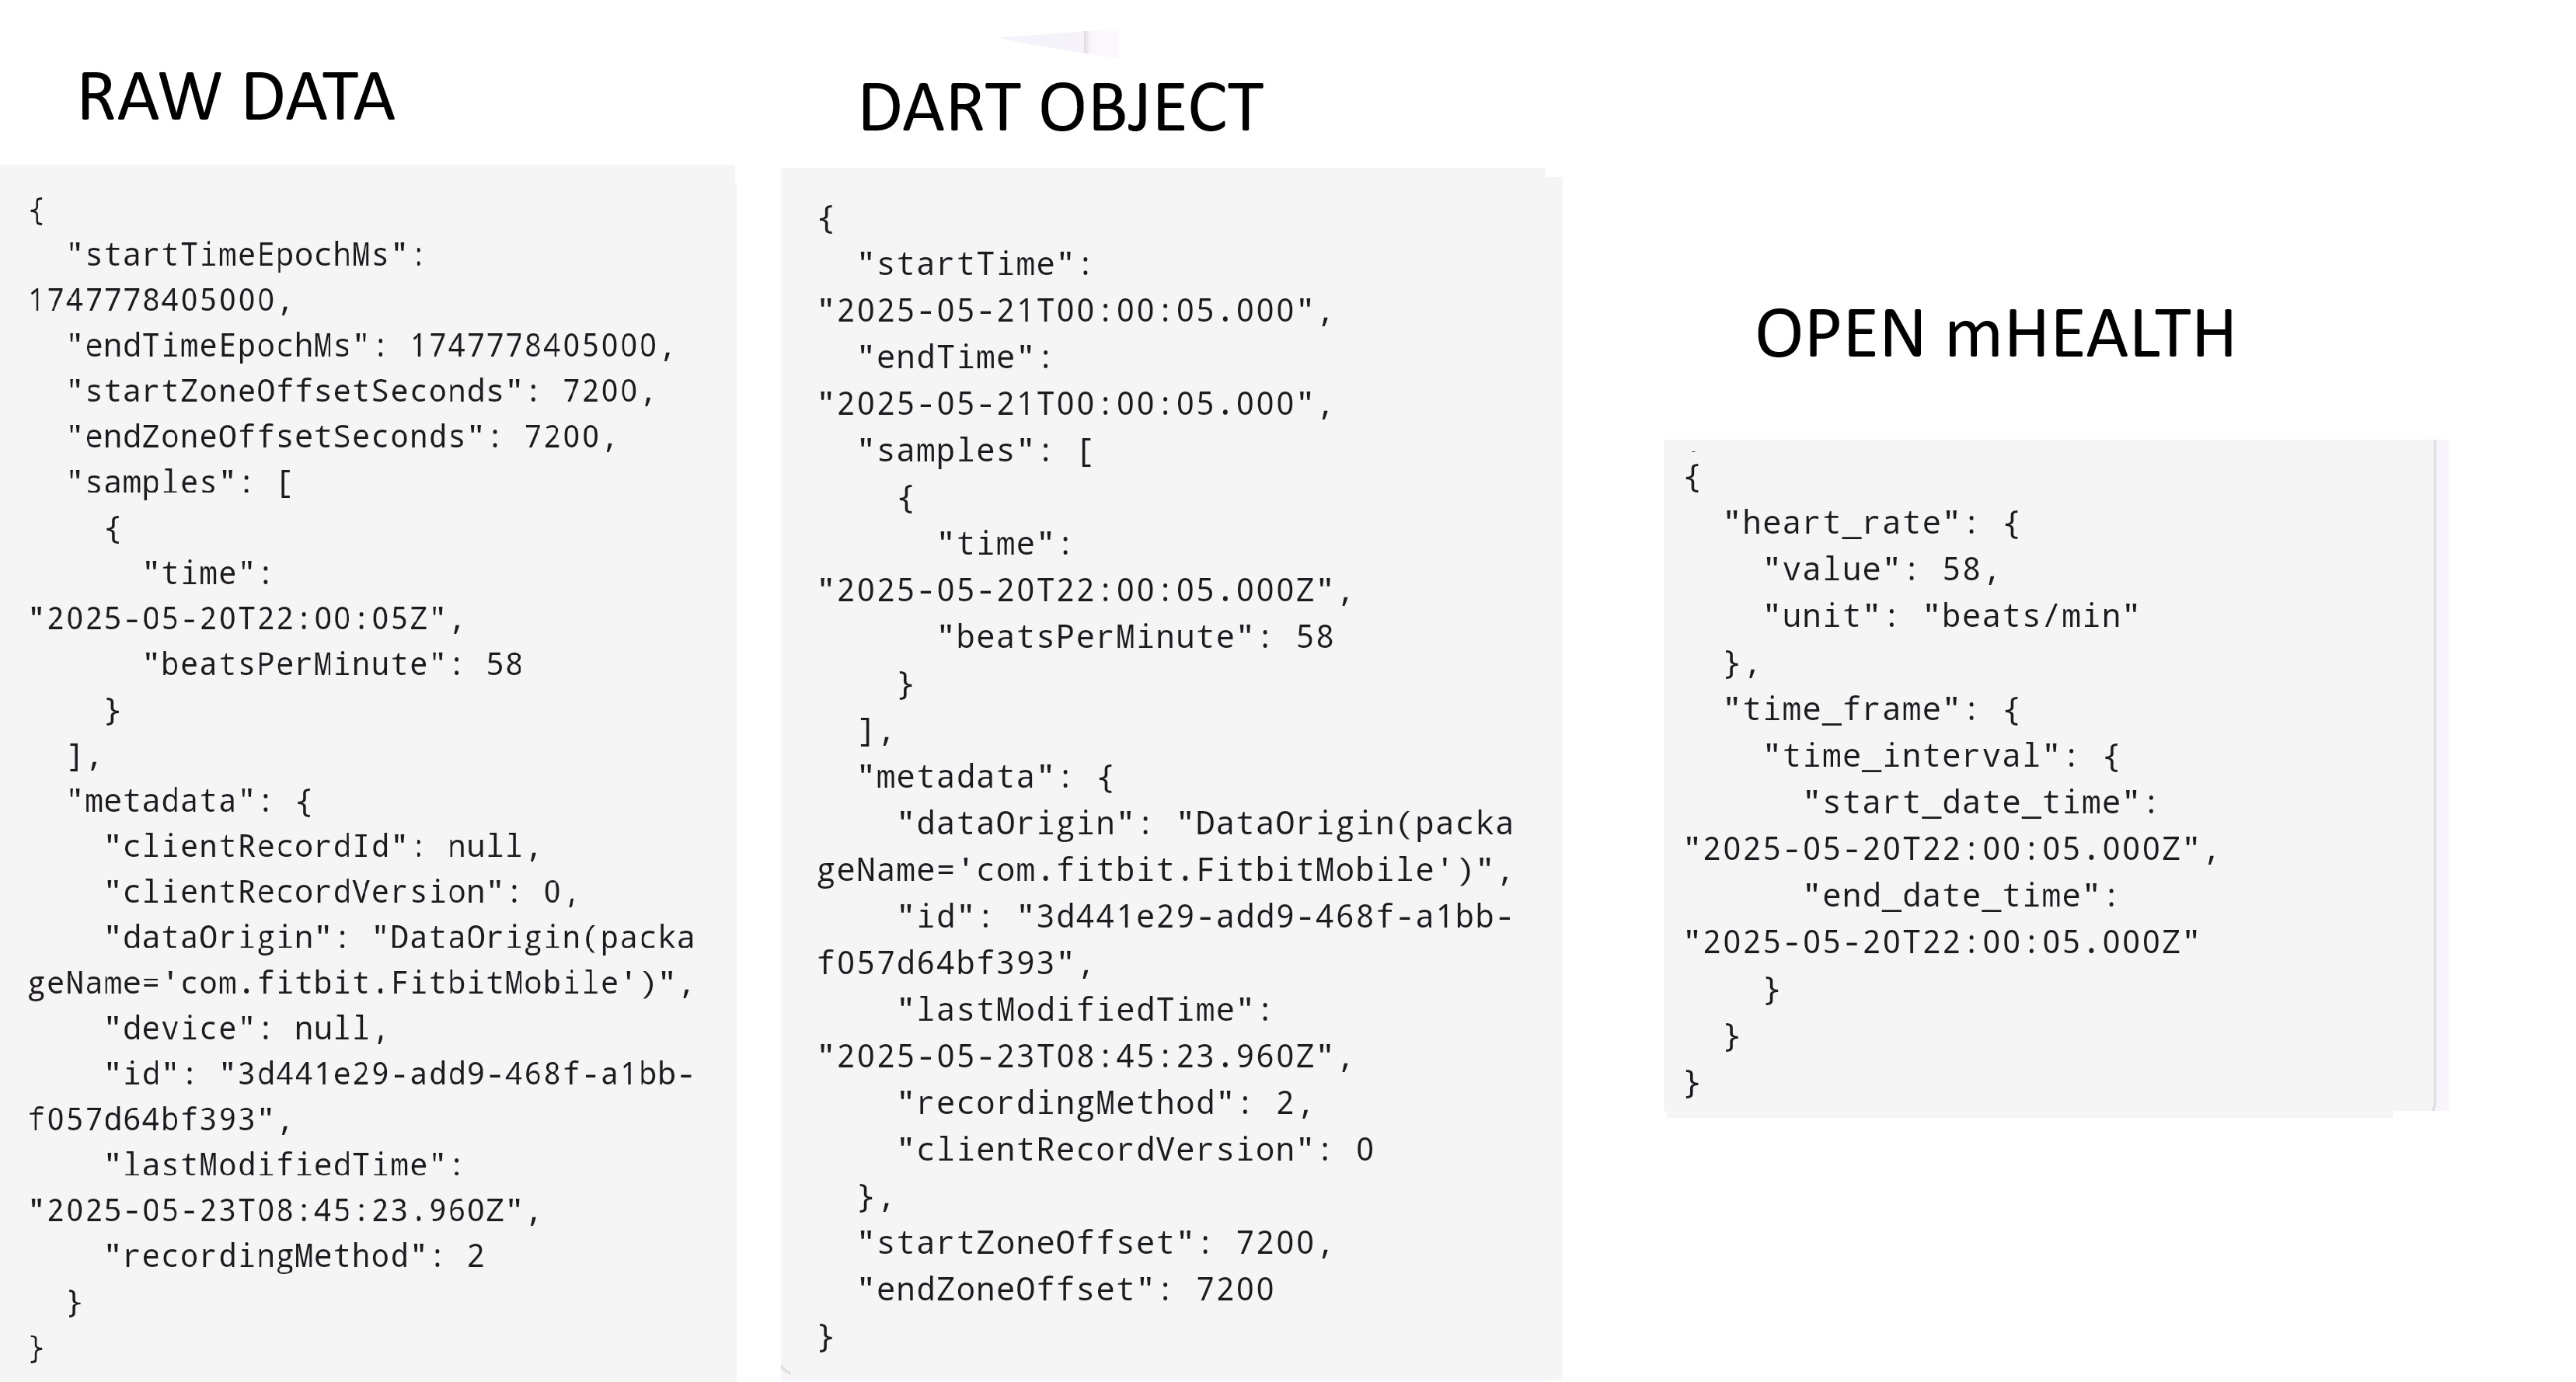 RAW DATA
{
  "startTimeEpochMs":
1747778405000,
  "endTimeEpochMs": 1747778405000,
  "startZoneOffsetSeconds": 7200,
  "endZoneOffsetSeconds": 7200,
  "samples": [
    {
      "time":
"2025-05-20T22:00:05Z",
      "beatsPerMinute": 58
    }
  ],
  "metadata": {
    "clientRecordId": null,
    "clientRecordVersion": 0,
    "dataOrigin": "DataOrigin(packa
geName='com.fitbit.FitbitMobile')",
    "device": null,
    "id": "3d441e29-add9-468f-a1bb-
f057d64bf393",
    "lastModifiedTime":
"2025-05-23T08:45:23.960Z",
    "recordingMethod": 2
  }
}
DART OBJECT
{
  "startTime":
"2025-05-21T00:00:05.000",
  "endTime":
"2025-05-21T00:00:05.000",
  "samples": [
    {
      "time":
"2025-05-20T22:00:05.000Z",
      "beatsPerMinute": 58
    }
  ],
  "metadata": {
    "dataOrigin": "DataOrigin(packa
geName='com.fitbit.FitbitMobile')",
    "id": "3d441e29-add9-468f-a1bb-
f057d64bf393",
    "lastModifiedTime":
"2025-05-23T08:45:23.960Z",
    "recordingMethod": 2,
    "clientRecordVersion": 0
  },
  "startZoneOffset": 7200,
  "endZoneOffset": 7200
}
OPEN mHEALTH
{
  "heart_rate": {
    "value": 58,
    "unit": "beats/min"
  },
  "time_frame": {
    "time_interval": {
      "start_date_time":
"2025-05-20T22:00:05.000Z",
      "end_date_time":
"2025-05-20T22:00:05.000Z"
    }
  }
}